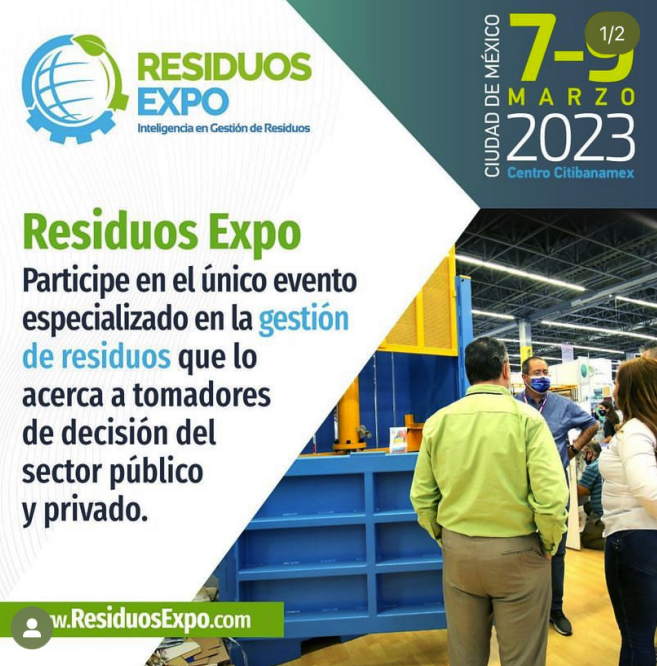 RESIDUOS
EXPO
Inteligencia en Gestión de Residuos
CIUDAD DE MÉXICO
7-9
1/2
MARZO
2023
Centro Citibanamex
Residuos Expo
Participe en el único evento
especializado en la gestión
de residuos que lo
acerca a tomadores
de decisión del
sector público
y privado.
w.ResiduosExpo.com